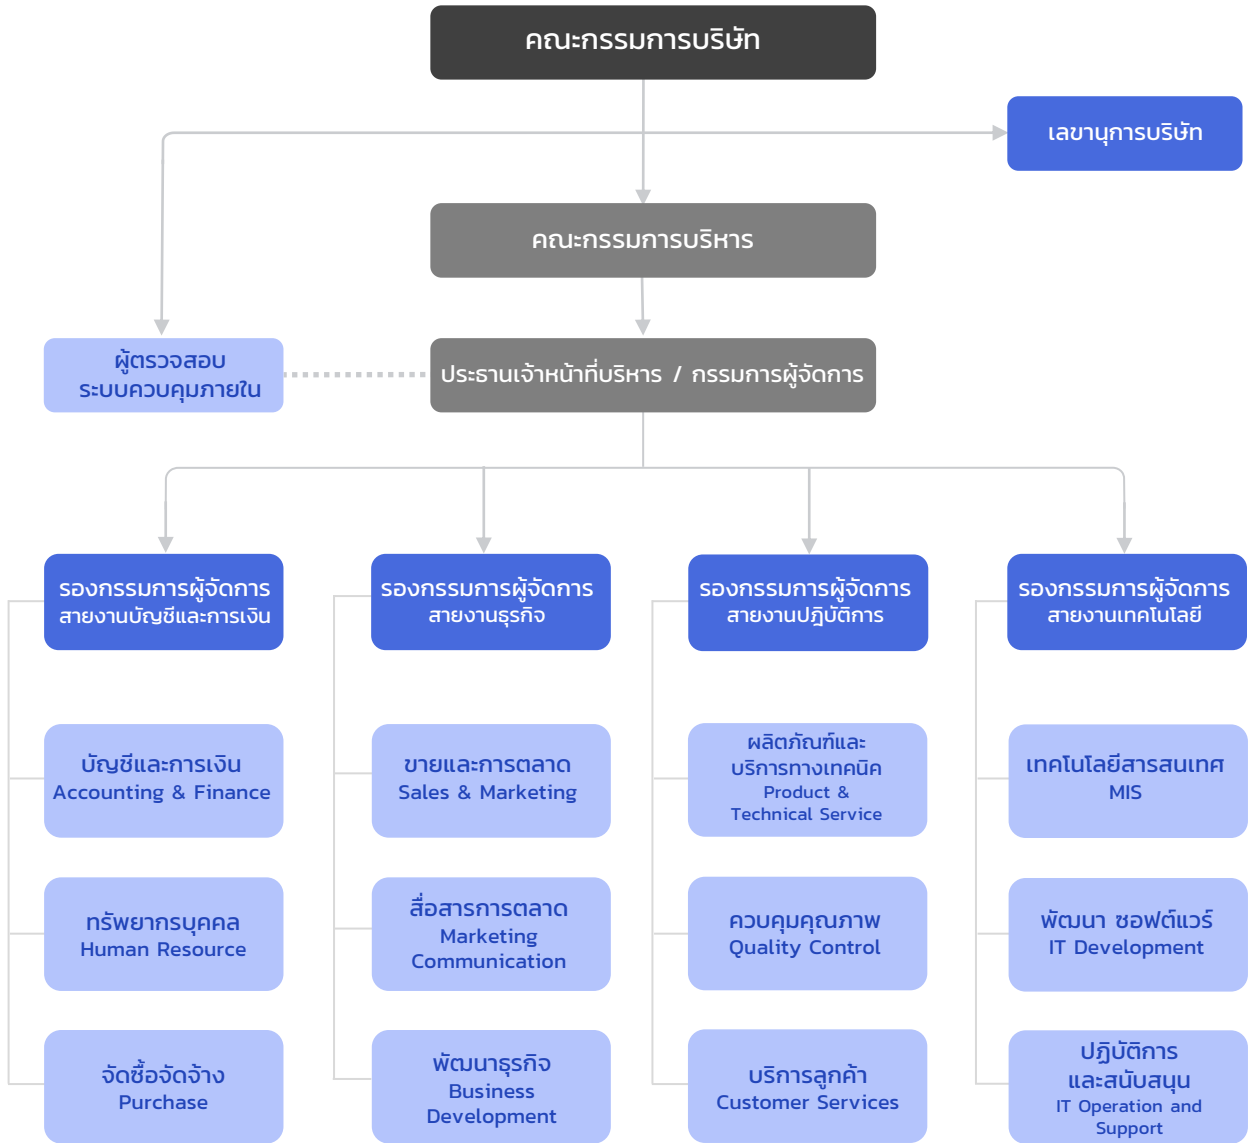 คณะกรรมการบริษัท
เลขานุการบริษัท
คณะกรรมการบริหาร
ผู้ตรวจสอบ
ระบบควบคุมภายใน
ประธานเจ้าหน้าที่บริหาร / กรรมการผู้จัดการ
รองกรรมการผู้จัดการ
สายงานบัญชีและการเงิน
รองกรรมการผู้จัดการ
สายงานธุรกิจ
รองกรรมการผู้จัดการ
สายงานปฎิบัติการ
รองกรรมการผู้จัดการ
สายงานเทคโนโลยี
บัญชีและการเงิน
Accounting & Finance
ขายและการตลาด
Sales & Marketing
ผลิตภัณฑ์และ
บริการทางเทคนิค
Product &
Technical Service
เทคโนโลยีสารสนเทศ
MIS
ทรัพยากรบุคคล
Human Resource
สื่อสารการตลาด
Marketing
Communication
ควบคุมคุณภาพ
Quality Control
พัฒนา ซอฟต์แวร์
IT Development
จัดซื้อจัดจ้าง
Purchase
พัฒนาธุรกิจ
Business
Development
บริการลูกค้า
Customer Services
ปฏิบัติการ
และสนับสนุน
IT Operation and
Support